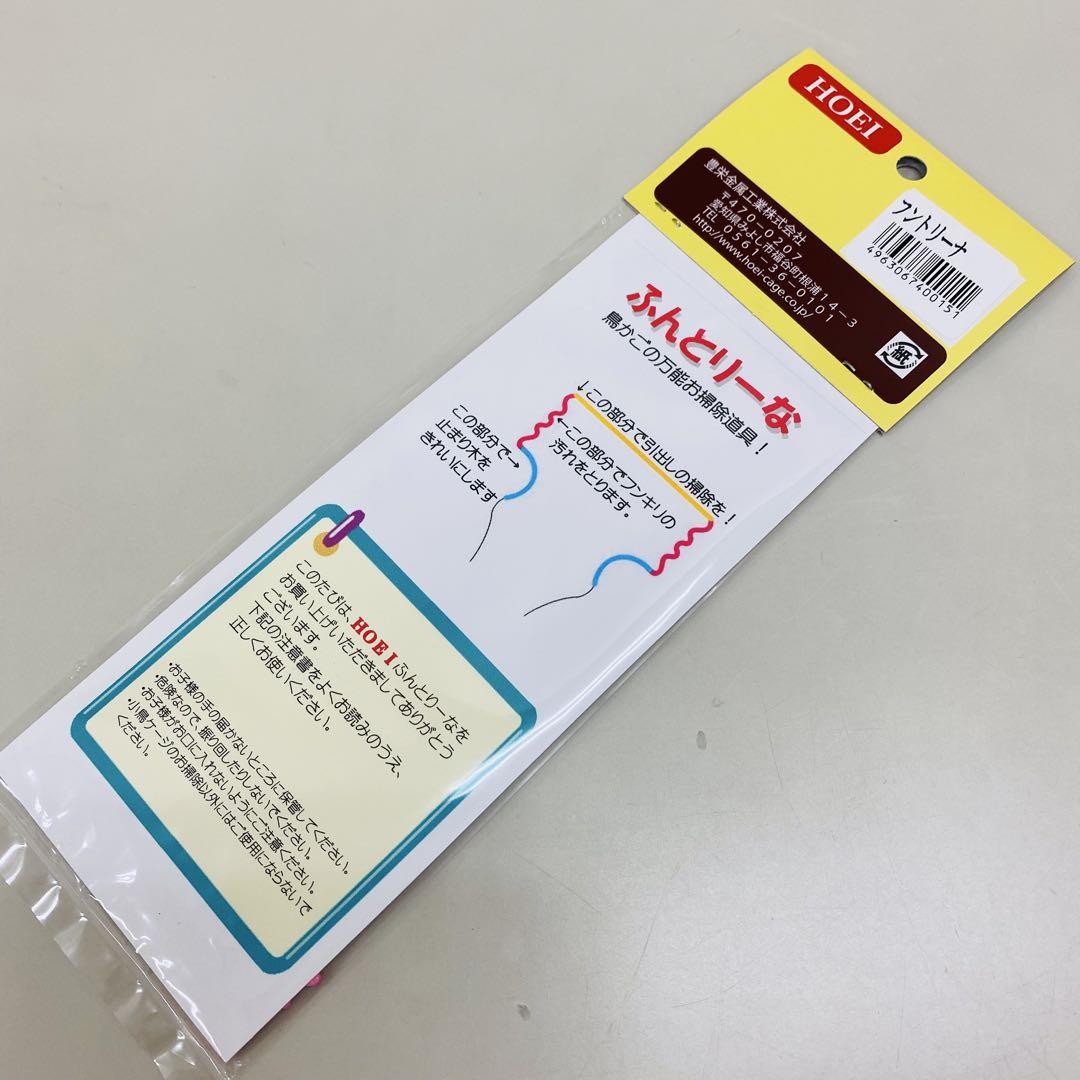 HOEI
豊栄金属工業株式会社
〒470-0207
愛知県みよし市福谷町根浦14-3
TEL 0561-36-0101
http://www.hoei-cage.co.jp/
フントリーナ
4963067400151
紙
ふんとりーな
鳥かごの万能お掃除道具!
↓この部分で引出しの掃除を!
←この部分でフンキリの
汚れをとります。
この部分で→
止まり木を
きれいにします
このたびは、HOEIふんとりーなを
お買い上げいただきましてありがとう
ございます。
下記の注意書をよくお読みのうえ、
正しくお使いください。
・お子様の手の届かないところに保管してください。
・危険なので、振り回したりしないでください。
・お子様がお口に入れないようにご注意ください。
・小鳥ケージのお掃除以外にはご使用にならないで
ください。